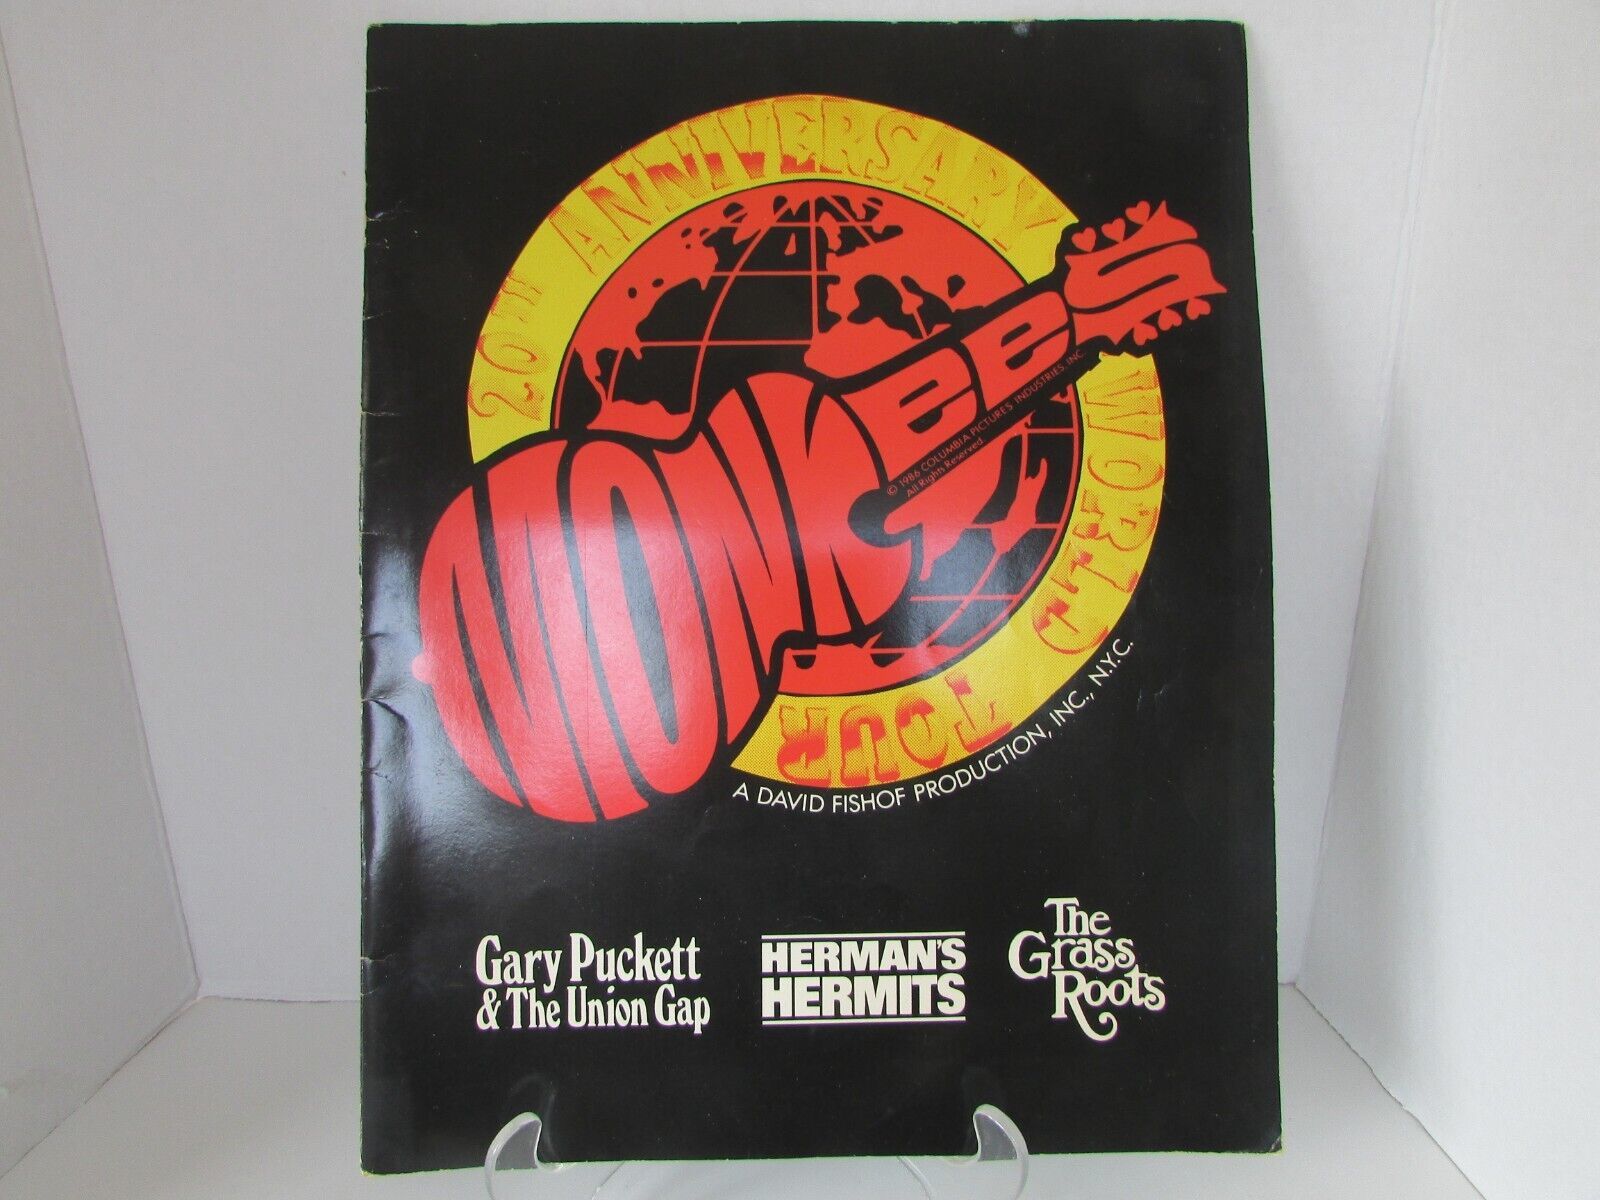 20TH ANNIVERSARY
WORLD TOUR
MONKEES
© 1986 COLUMBIA PICTURES INDUSTRIES, INC.
All Rights Reserved.
A DAVID FISHOF PRODUCTION, INC., N.Y.C.
Gary Puckett
& The Union Gap
HERMAN'S
HERMITS
The
Grass
Roots